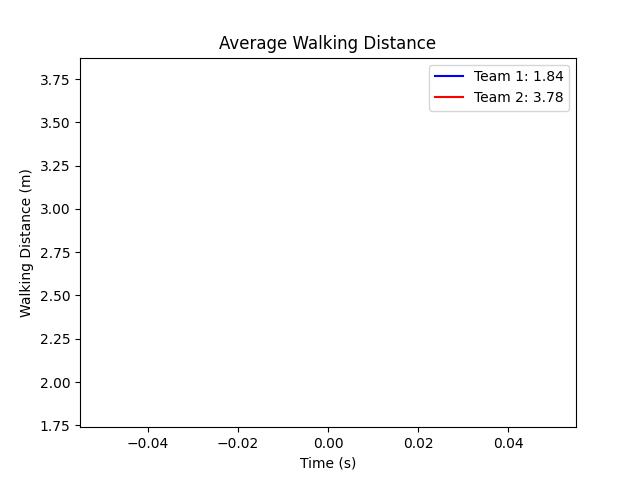 Average Walking Distance
Team 1: 1.84
Team 2: 3.78
3.75
3.50
3.25
3.00
2.75
2.50
2.25
2.00
1.75
Walking Distance (m)
−0.04
−0.02
0.00
0.02
0.04
Time (s)